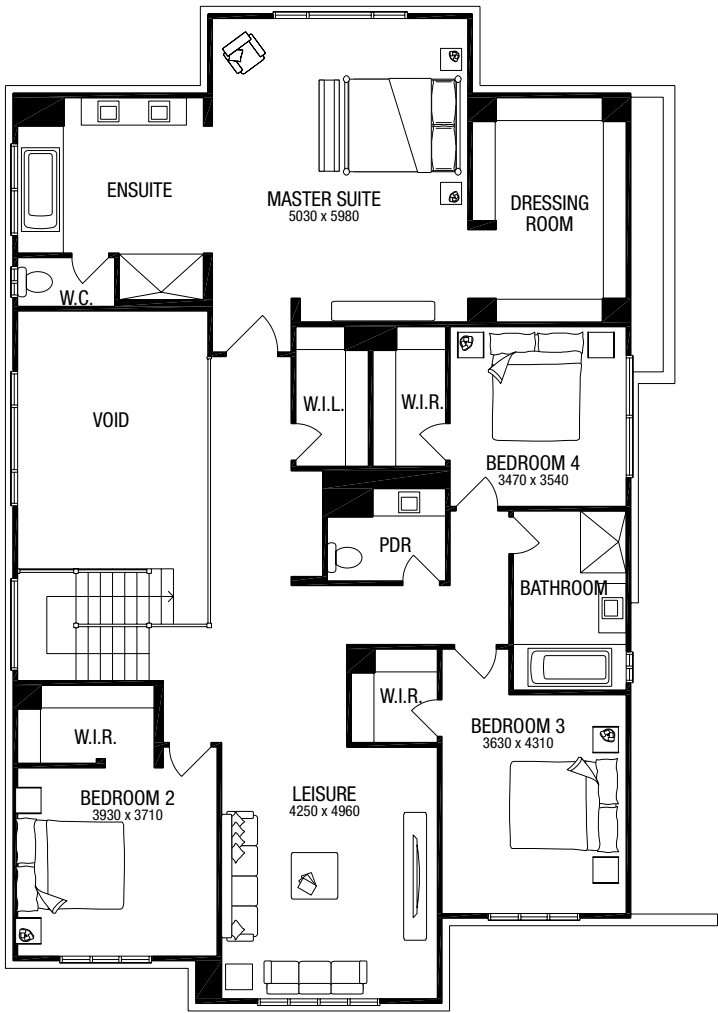 ENSUITE
MASTER SUITE
5030 x 5980
DRESSING
ROOM
W.C.
VOID
W.I.L.
W.I.R.
BEDROOM 4
3470 x 3540
PDR
BATHROOM
W.I.R.
W.I.R.
BEDROOM 3
3630 x 4310
BEDROOM 2
3930 x 3710
LEISURE
4250 x 4960